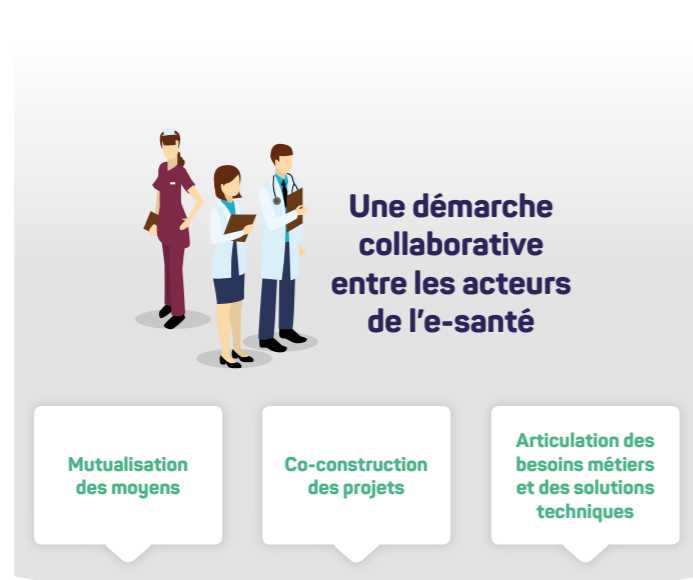 Une démarche
collaborative
entre les acteurs
de l'e-santé
Mutualisation
des moyens
Co-construction
des projets
Articulation des
besoins métiers
et des solutions
techniques